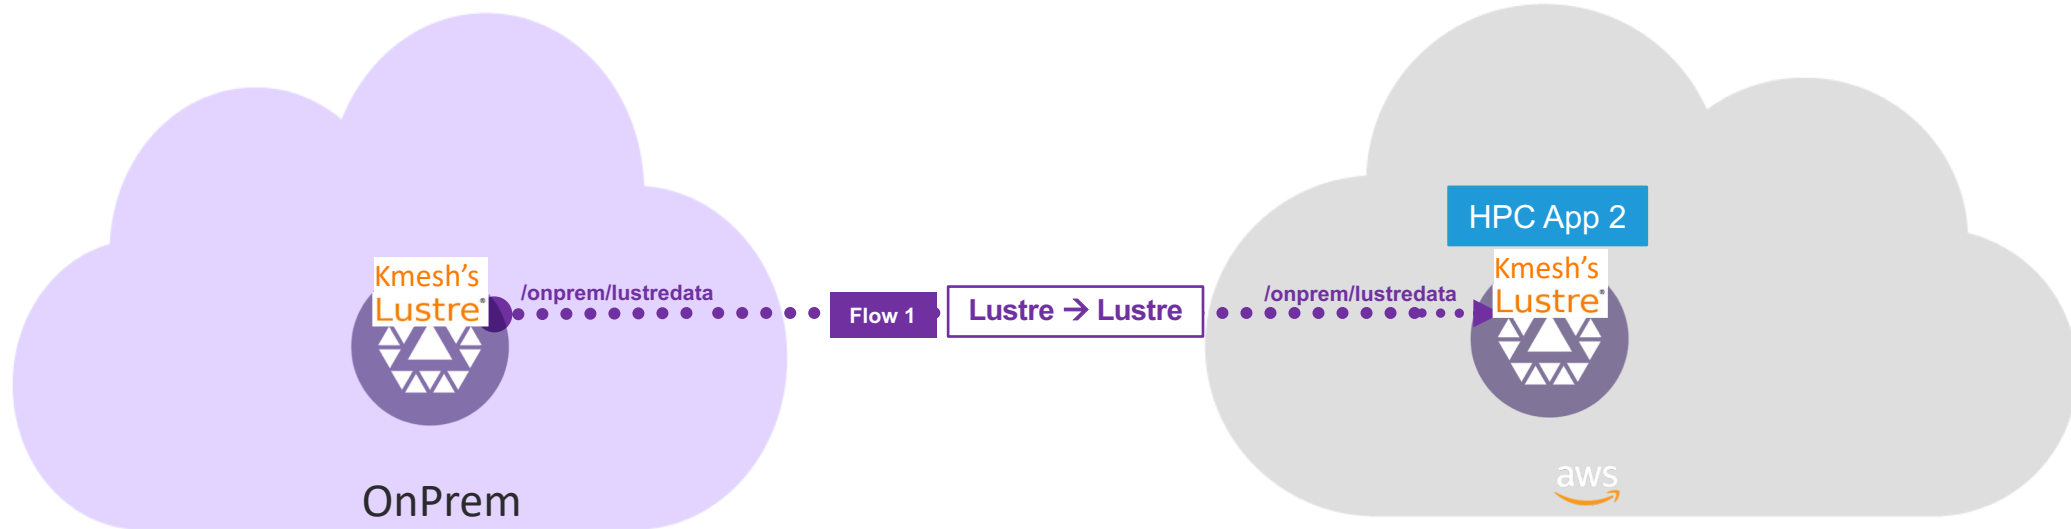 HPC App 2
Kmesh's
Lustre®
/onprem/lustredata
Flow 1
Lustre → Lustre
/onprem/lustredata
Kmesh's
Lustre®
OnPrem
aws